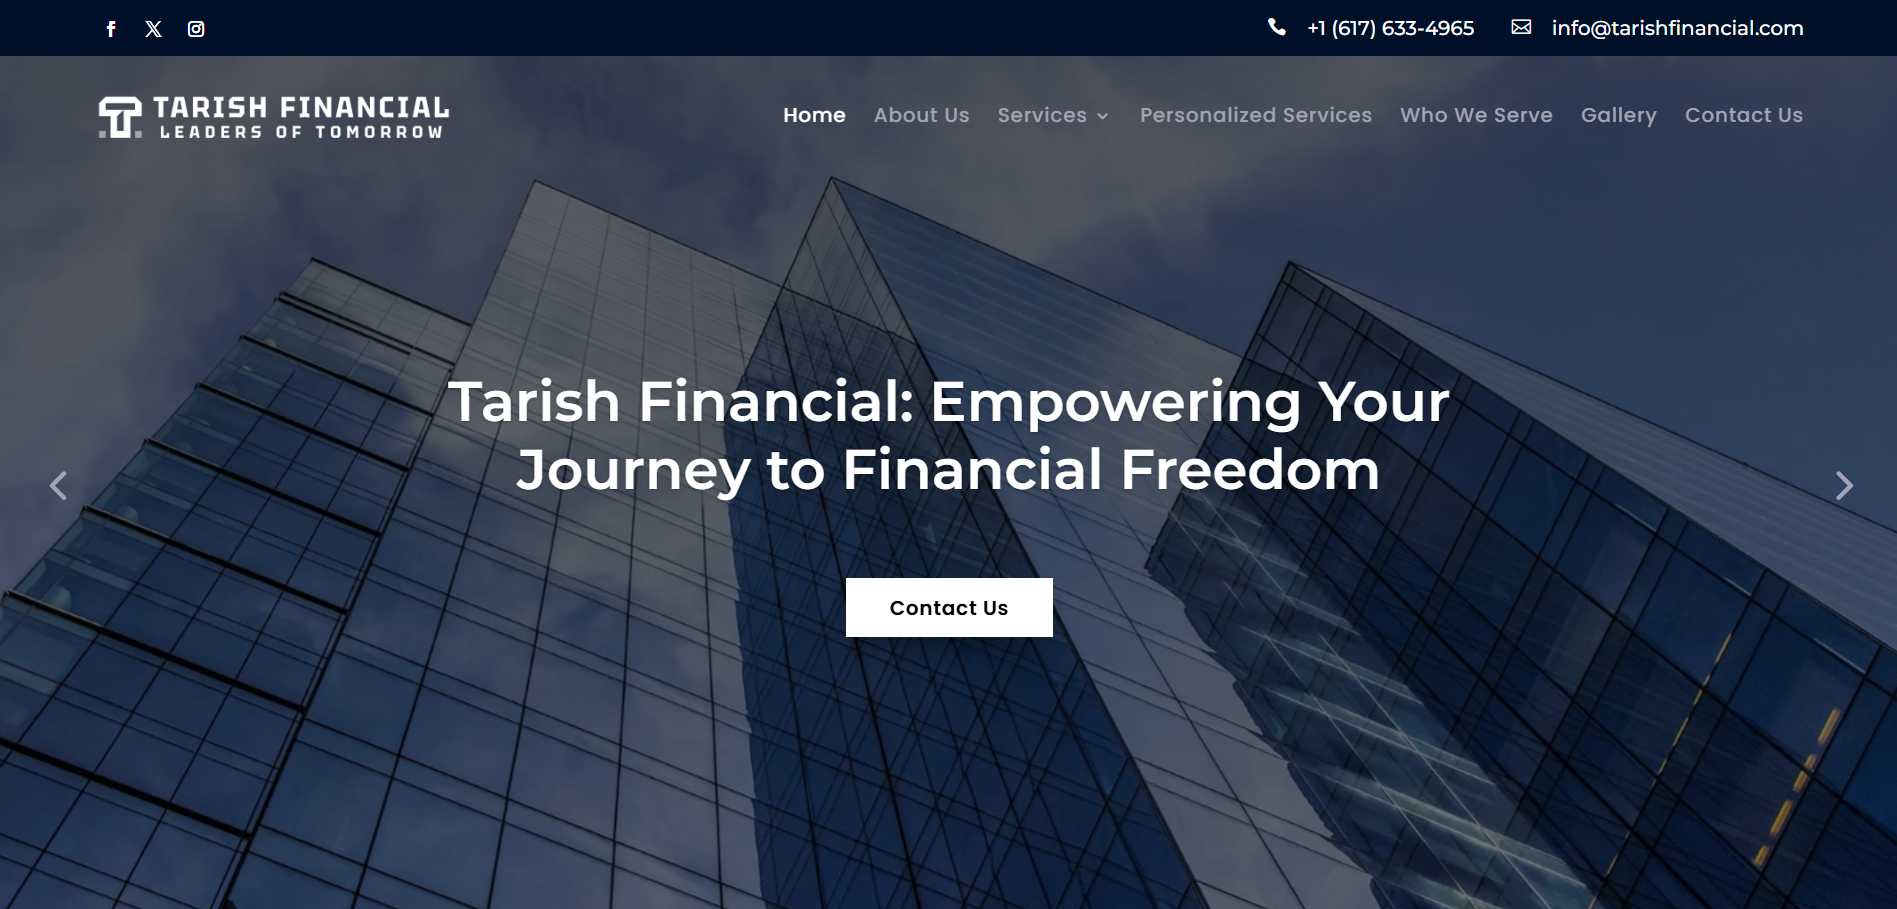 +1 (617) 633-4965 info@tarishfinancial.com
TARISH FINANCIAL
LEADERS OF TOMORROW
Home About Us Services Personalized Services Who We Serve Gallery Contact Us
Tarish Financial: Empowering Your
Journey to Financial Freedom
Contact Us